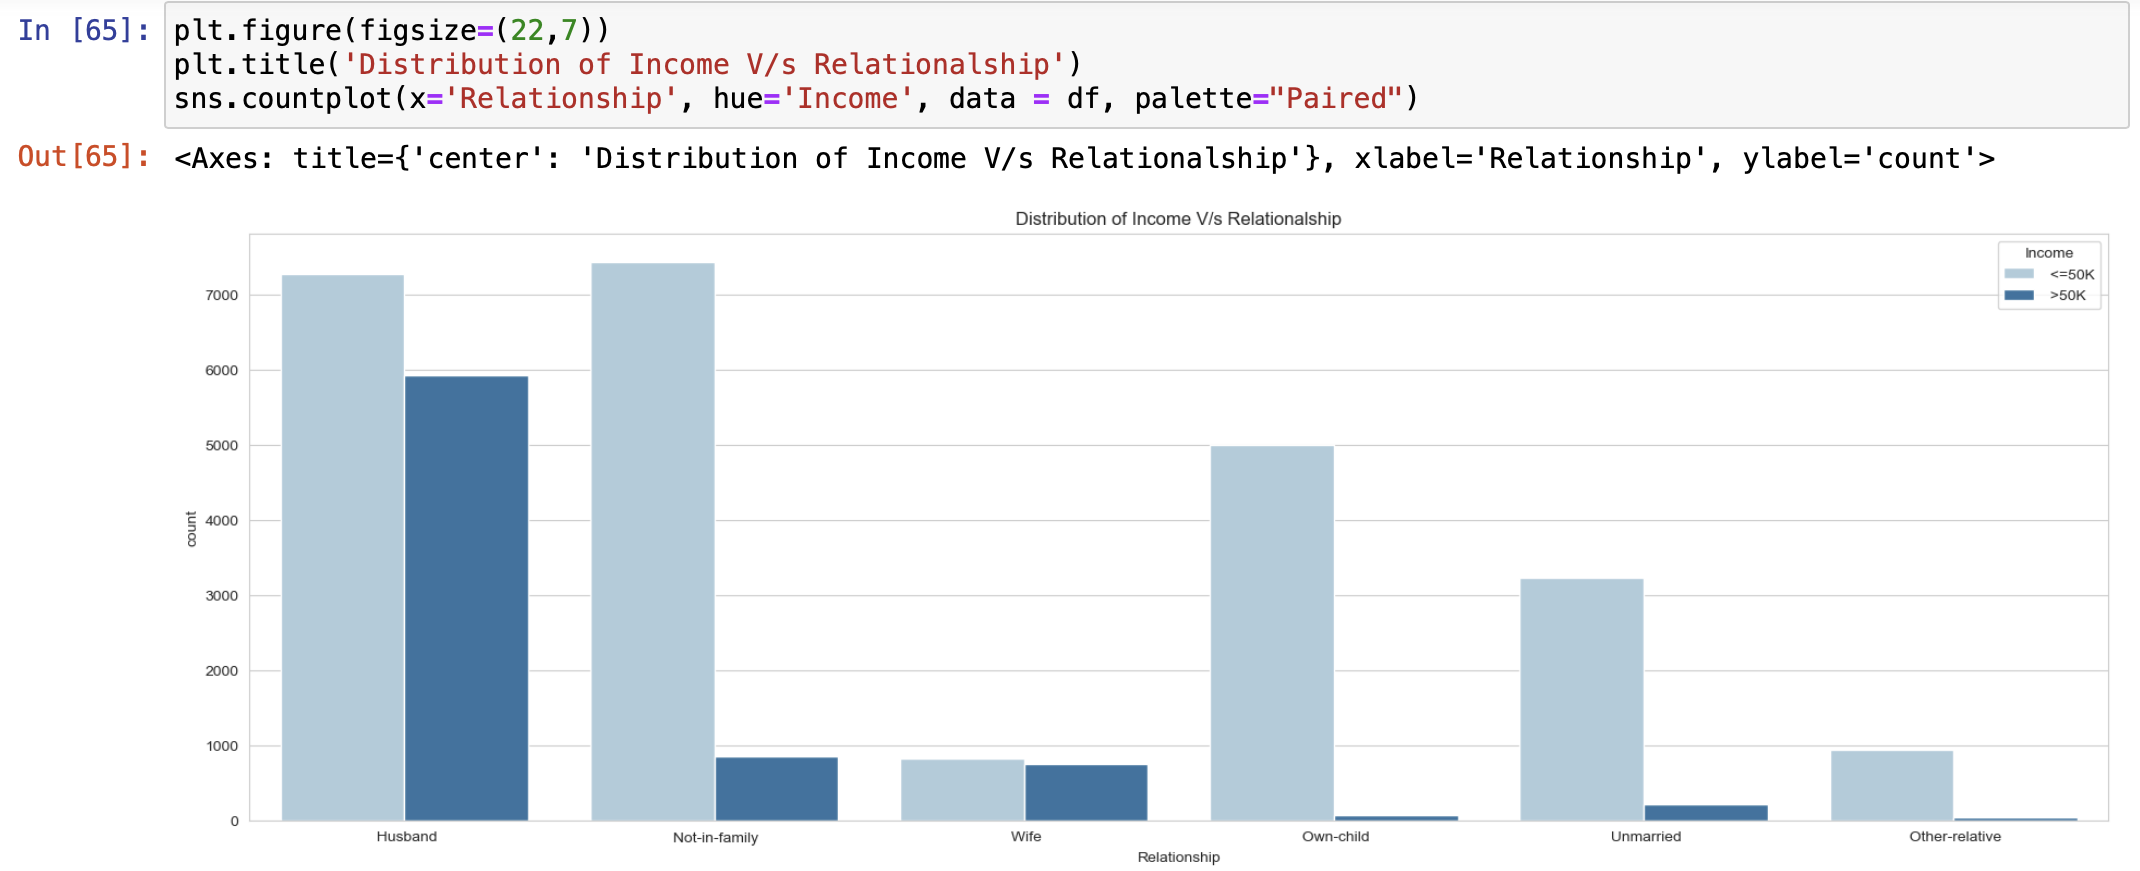 In [65]: plt.figure(figsize=(22,7))
plt.title('Distribution of Income V/s Relationalship')
sns.countplot(x='Relationship', hue='Income', data = df, palette="Paired")
Out[65]: <Axes: title={'center': 'Distribution of Income V/s Relationalship'}, xlabel='Relationship', ylabel='count'>
Distribution of Income V/s Relationalship
Income
<=50K
>50K
7000
6000
5000
4000
3000
2000
1000
0
count
Husband Not-in-family Wife Own-child Unmarried Other-relative
Relationship